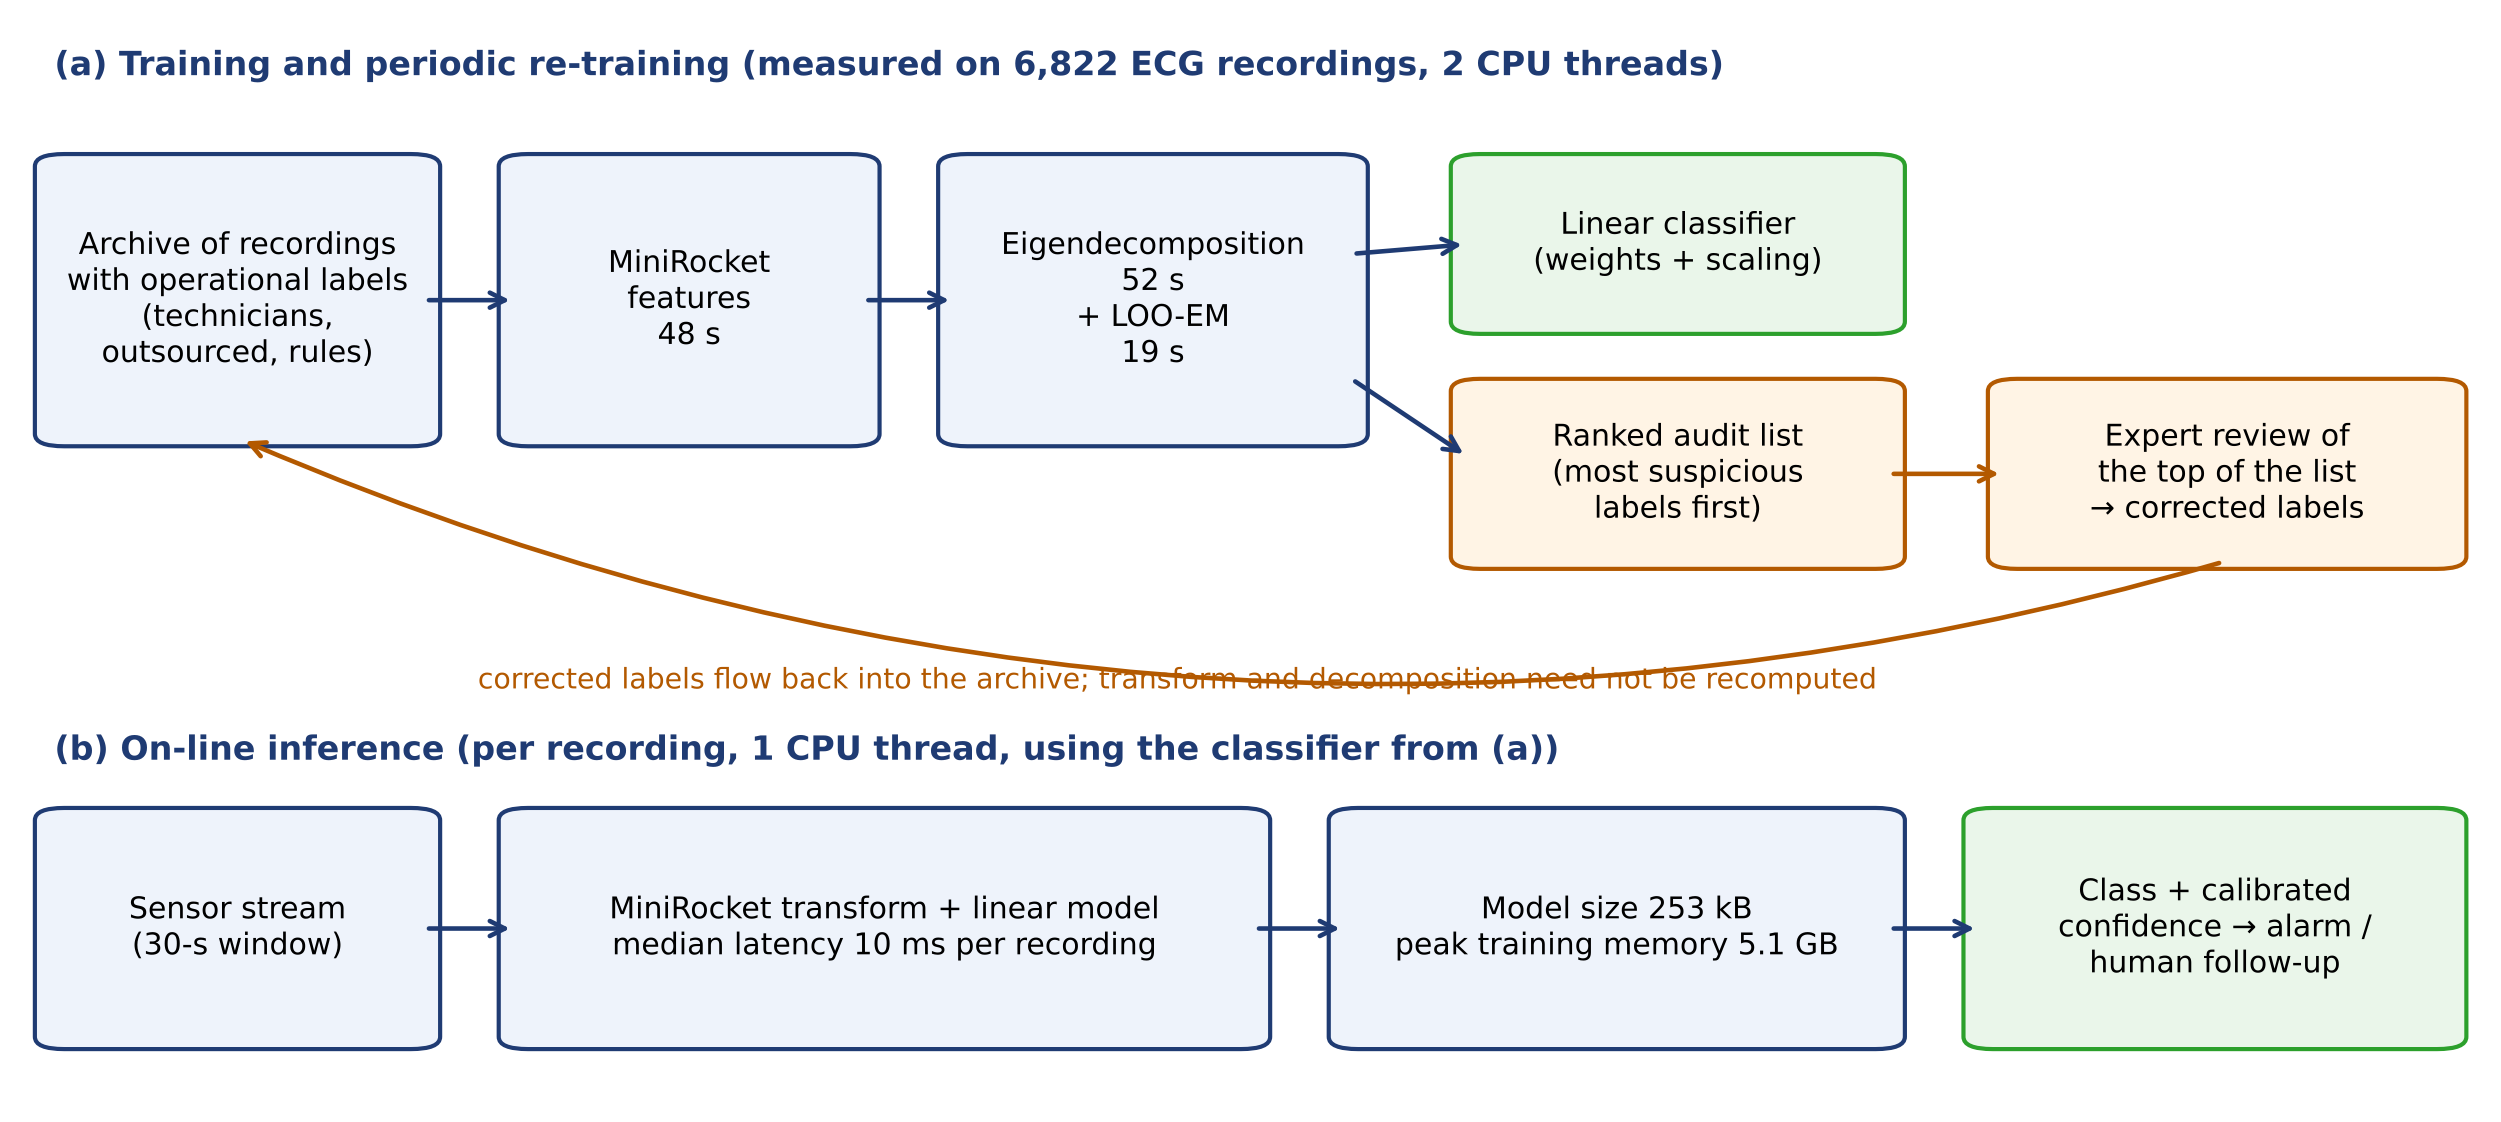 (a) Training and periodic re-training (measured on 6,822 ECG recordings, 2 CPU threads)
Archive of recordings
with operational labels
(technicians,
outsourced, rules)
MiniRocket
features
48 s
Eigendecomposition
52 s
+ LOO-EM
19 s
Linear classifier
(weights + scaling)
Ranked audit list
(most suspicious
labels first)
Expert review of
the top of the list
→ corrected labels
corrected labels flow back into the archive; transform and decomposition need not be recomputed
(b) On-line inference (per recording, 1 CPU thread, using the classifier from (a))
Sensor stream
(30-s window)
MiniRocket transform + linear model
median latency 10 ms per recording
Model size 253 kB
peak training memory 5.1 GB
Class + calibrated
confidence → alarm /
human follow-up